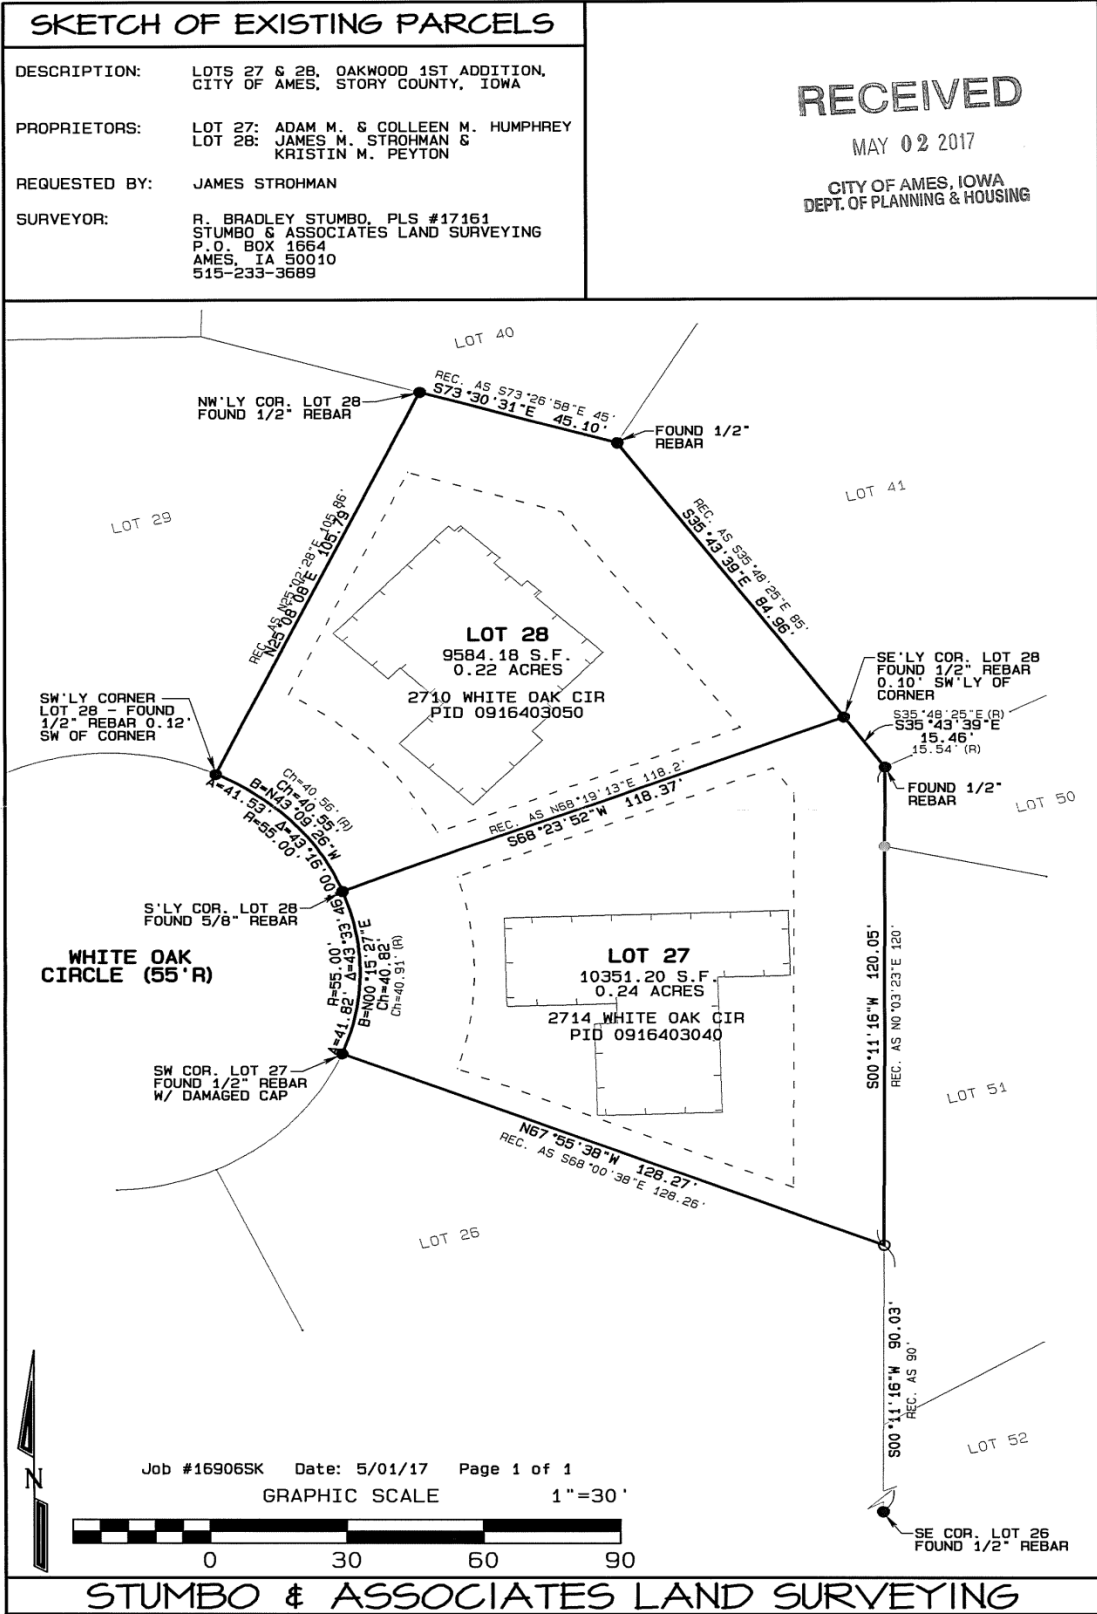 SKETCH OF EXISTING PARCELS
DESCRIPTION: LOTS 27 & 28, OAKWOOD 1ST ADDITION,
CITY OF AMES, STORY COUNTY, IOWA
PROPRIETORS: LOT 27: ADAM M. & COLLEEN M. HUMPHREY
LOT 28: JAMES M. STROHMAN &
KRISTIN M. PEYTON
REQUESTED BY: JAMES STROHMAN
SURVEYOR: R. BRADLEY STUMBO, PLS #17161
STUMBO & ASSOCIATES LAND SURVEYING
P.O. BOX 1664
AMES, IA 50010
515-233-3689
RECEIVED
MAY 02 2017
CITY OF AMES, IOWA
DEPT. OF PLANNING & HOUSING
LOT 40
REC. AS S73°26'58"E 45'
S73°30'31"E 45.10'
NW'LY COR. LOT 28
FOUND 1/2" REBAR
FOUND 1/2"
REBAR
LOT 41
LOT 29
REC. AS N25°02'28"E 105.86'
N25°08'08"E 105.79'
REC. AS S35°48'25"E 85'
S35°43'39"E 84.96'
LOT 28
9584.18 S.F.
0.22 ACRES
2710 WHITE OAK CIR
PID 0916403050
SE'LY COR. LOT 28
FOUND 1/2" REBAR
0.10' SW'LY OF
CORNER
S35°48'25"E (R)
S35°43'39"E
15.46'
15.54' (R)
SW'LY CORNER
LOT 28 - FOUND
1/2" REBAR 0.12'
SW OF CORNER
FOUND 1/2"
REBAR
LOT 50
Ch=40.56' (R)
Ch=40.55'
B=N43°09'26"W
A=41.53' Δ=43°16'00"
R=55.00'
REC. AS N68°19'13"E 118.2'
S68°23'52"W 118.37'
S'LY COR. LOT 28
FOUND 5/8" REBAR
WHITE OAK
CIRCLE (55'R)
R=55.00'
A=41.82' Δ=43°33'46"
B=N00°15'27"E
Ch=40.82'
Ch=40.91' (R)
LOT 27
10351.20 S.F.
0.24 ACRES
2714 WHITE OAK CIR
PID 0916403040
S00°11'16"W 120.05'
REC. AS N0°03'23"E 120'
SW COR. LOT 27
FOUND 1/2" REBAR
W/ DAMAGED CAP
LOT 51
N67°55'38"W 128.27'
REC. AS S68°00'38"E 128.26'
LOT 26
S00°11'16"W 90.03'
REC. AS 90'
LOT 52
N
Job #16906SK Date: 5/01/17 Page 1 of 1
GRAPHIC SCALE 1"=30'
0 30 60 90
SE COR. LOT 26
FOUND 1/2" REBAR
STUMBO & ASSOCIATES LAND SURVEYING